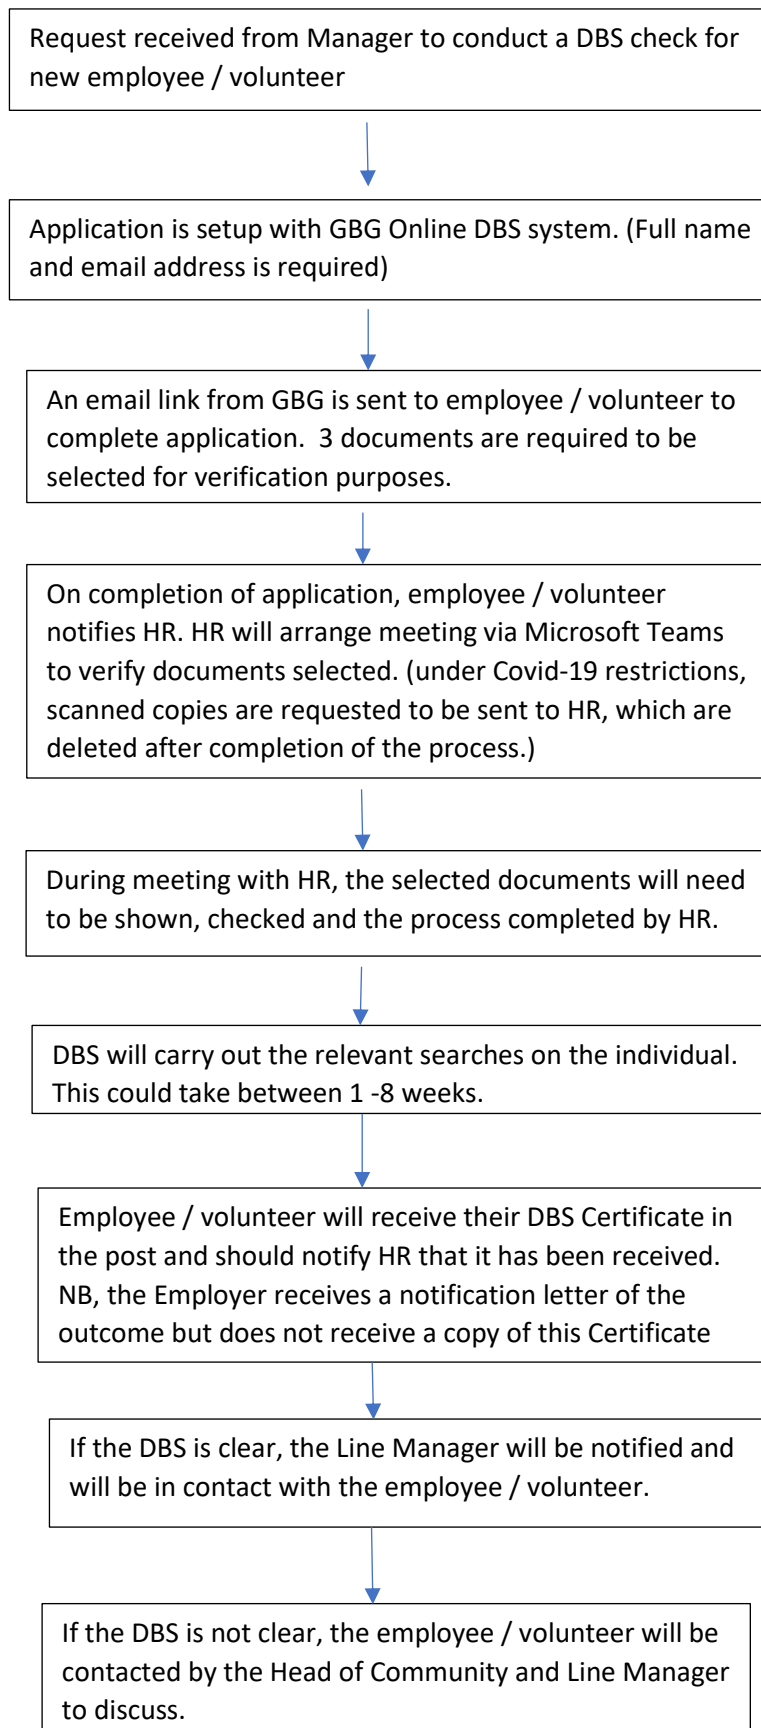 Request received from Manager to conduct a DBS check for
new employee / volunteer
Application is setup with GBG Online DBS system. (Full name
and email address is required)
An email link from GBG is sent to employee / volunteer to
complete application.  3 documents are required to be
selected for verification purposes.
On completion of application, employee / volunteer
notifies HR. HR will arrange meeting via Microsoft Teams
to verify documents selected. (under Covid-19 restrictions,
scanned copies are requested to be sent to HR, which are
deleted after completion of the process.)
During meeting with HR, the selected documents will need
to be shown, checked and the process completed by HR.
DBS will carry out the relevant searches on the individual.
This could take between 1 -8 weeks.
Employee / volunteer will receive their DBS Certificate in
the post and should notify HR that it has been received.
NB, the Employer receives a notification letter of the
outcome but does not receive a copy of this Certificate
If the DBS is clear, the Line Manager will be notified and
will be in contact with the employee / volunteer.
If the DBS is not clear, the employee / volunteer will be
contacted by the Head of Community and Line Manager
to discuss.